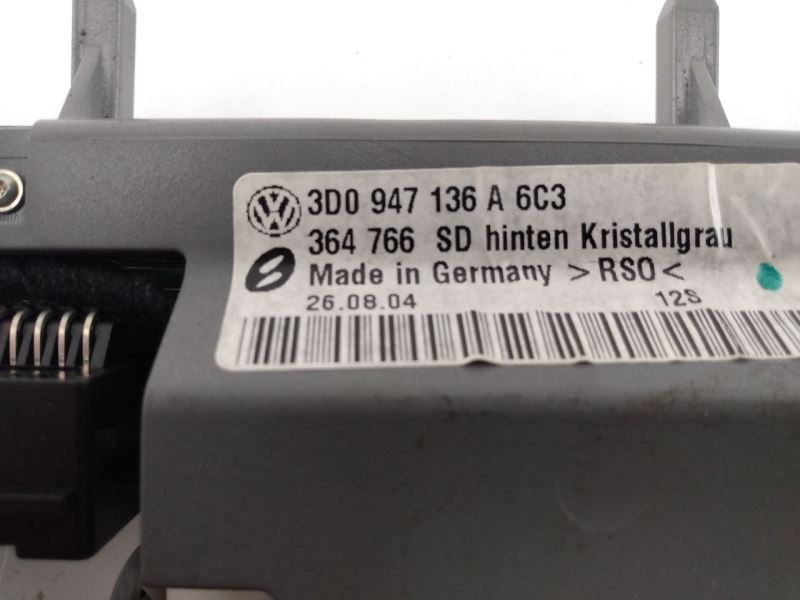 3D0 947 136 A 6C3
364 766 SD hinten Kristallgrau
Made in Germany >RSO<
26.08.04 12S